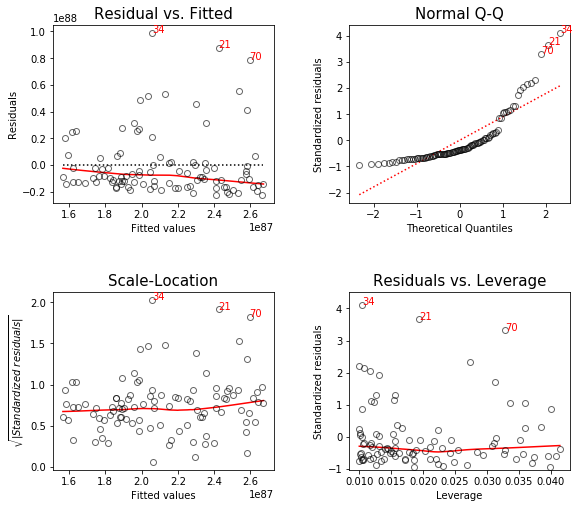 Residual vs. Fitted
1e88
1.0
0.8
0.6
0.4
0.2
0.0
−0.2
Residuals
34
21
70
1.6 1.8 2.0 2.2 2.4 2.6
Fitted values
1e87
Normal Q-Q
4
3
2
1
0
−1
−2
Standardized residuals
34
21
70
−2 −1 0 1 2
Theoretical Quantiles
Scale-Location
2.0
1.5
1.0
0.5
0.0
√|Standardized residuals|
34
21
70
1.6 1.8 2.0 2.2 2.4 2.6
Fitted values
1e87
Residuals vs. Leverage
4
3
2
1
0
−1
Standardized residuals
34
21
70
0.010 0.015 0.020 0.025 0.030 0.035 0.040
Leverage